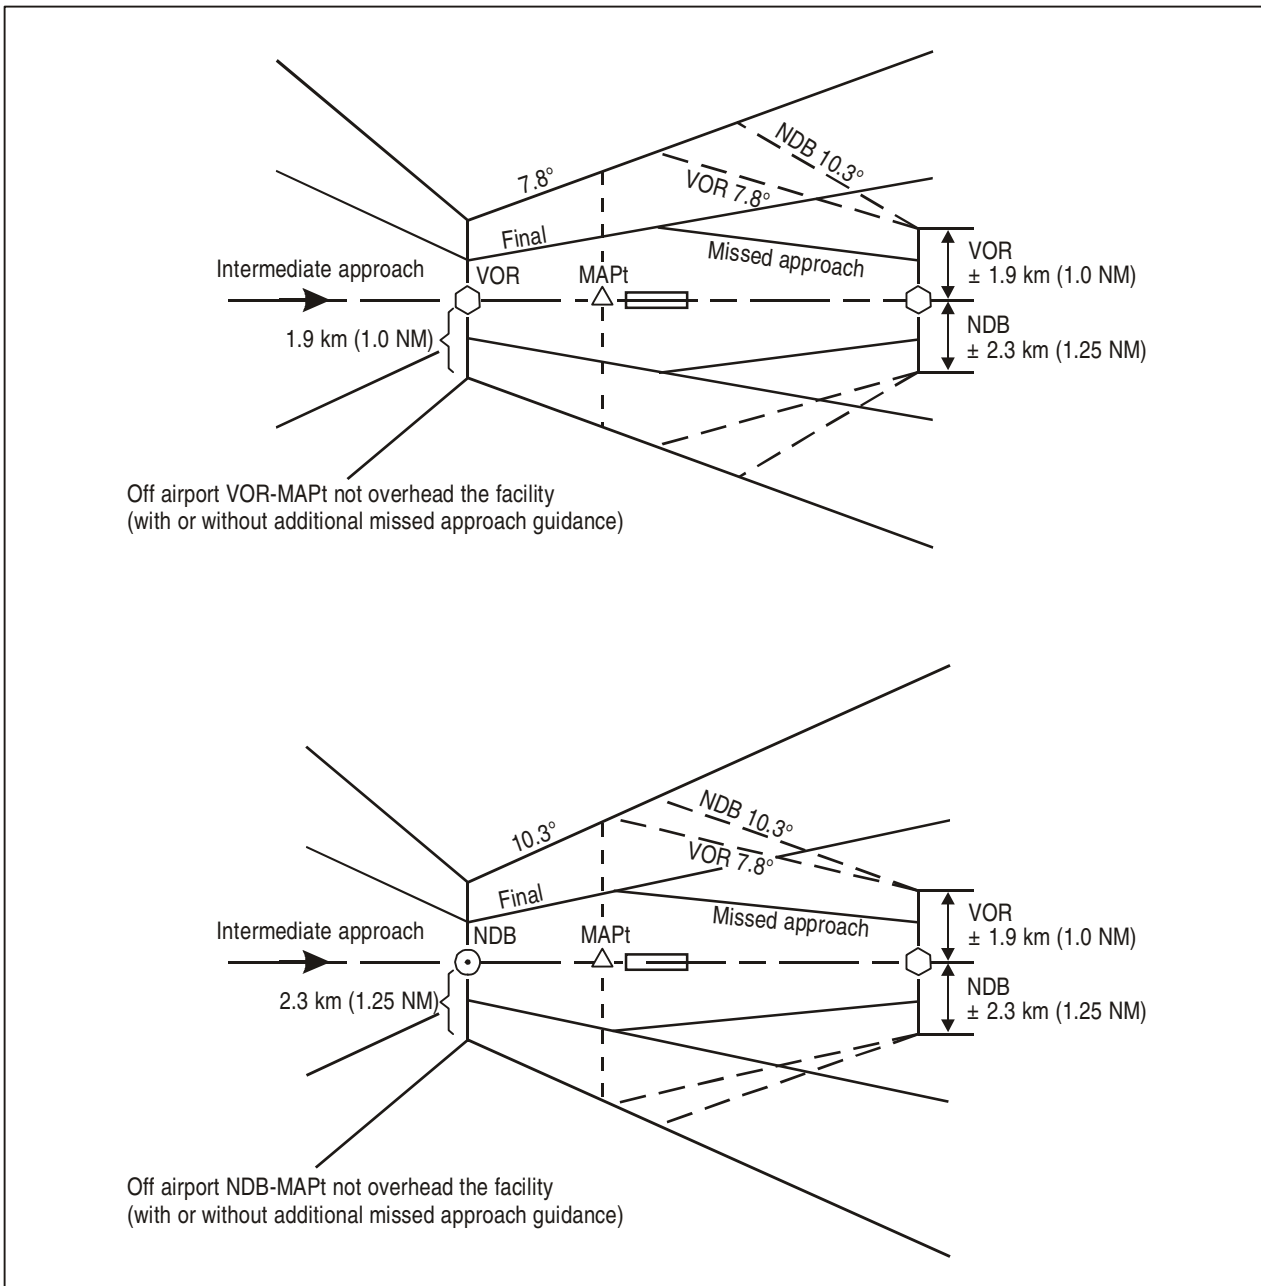 NDB 10.3°
7.8°
VOR 7.8°
Final
Missed approach
Intermediate approach
VOR
MAPt
VOR
± 1.9 km (1.0 NM)
1.9 km (1.0 NM)
NDB
± 2.3 km (1.25 NM)
Off airport VOR-MAPt not overhead the facility
(with or without additional missed approach guidance)
NDB 10.3°
10.3°
VOR 7.8°
Final
Missed approach
Intermediate approach
NDB
MAPt
VOR
± 1.9 km (1.0 NM)
2.3 km (1.25 NM)
NDB
± 2.3 km (1.25 NM)
Off airport NDB-MAPt not overhead the facility
(with or without additional missed approach guidance)